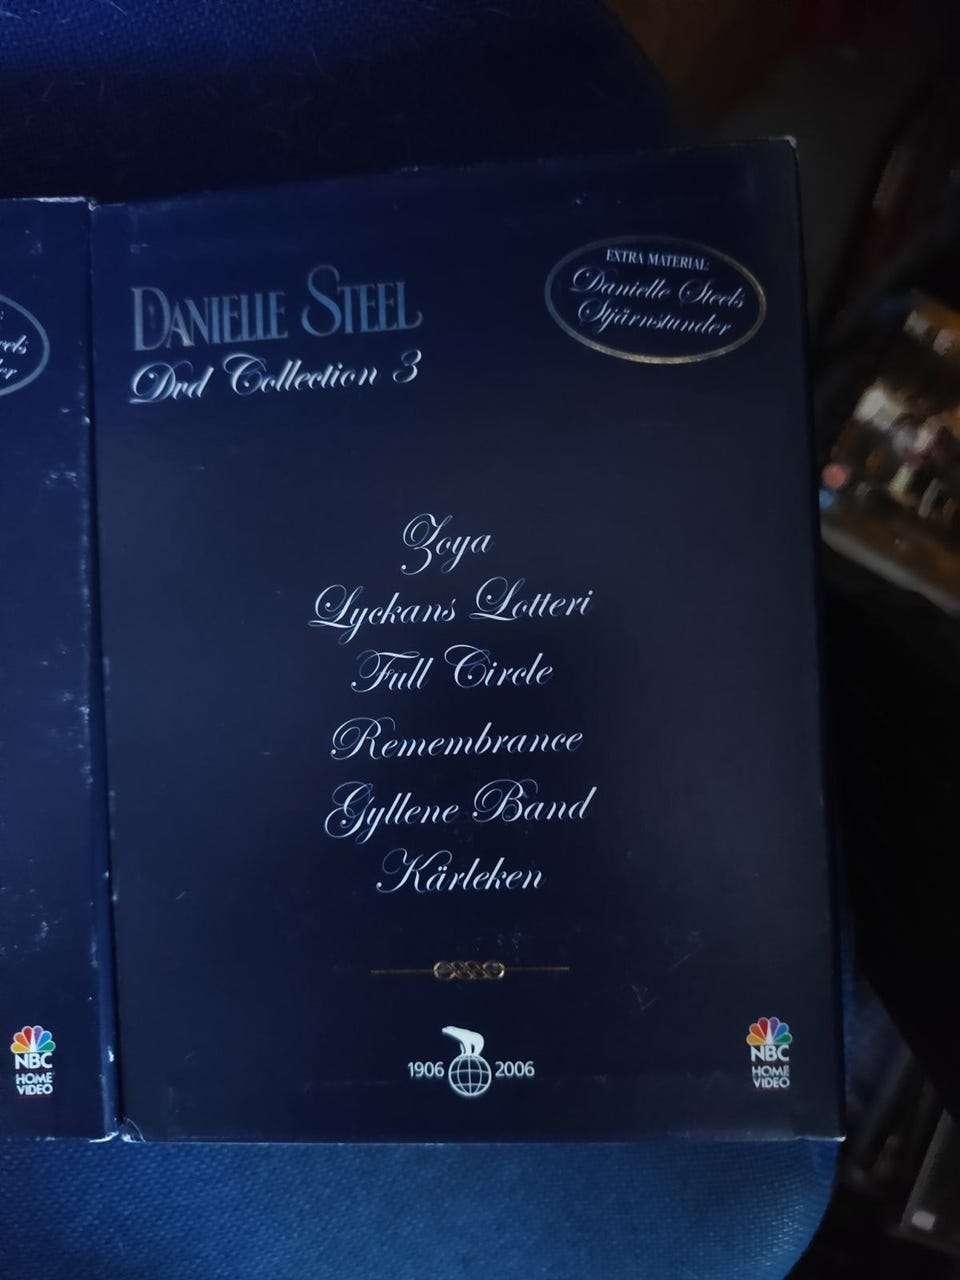 DANIELLE STEEL
Dvd Collection 3
EXTRA MATERIAL:
Danielle Steels
Stjärnstunder
Zoya
Lyckans Lotteri
Full Circle
Remembrance
Gyllene Band
Kärleken
1906 2006
NBC
HOME
VIDEO
NBC
HOME
VIDEO